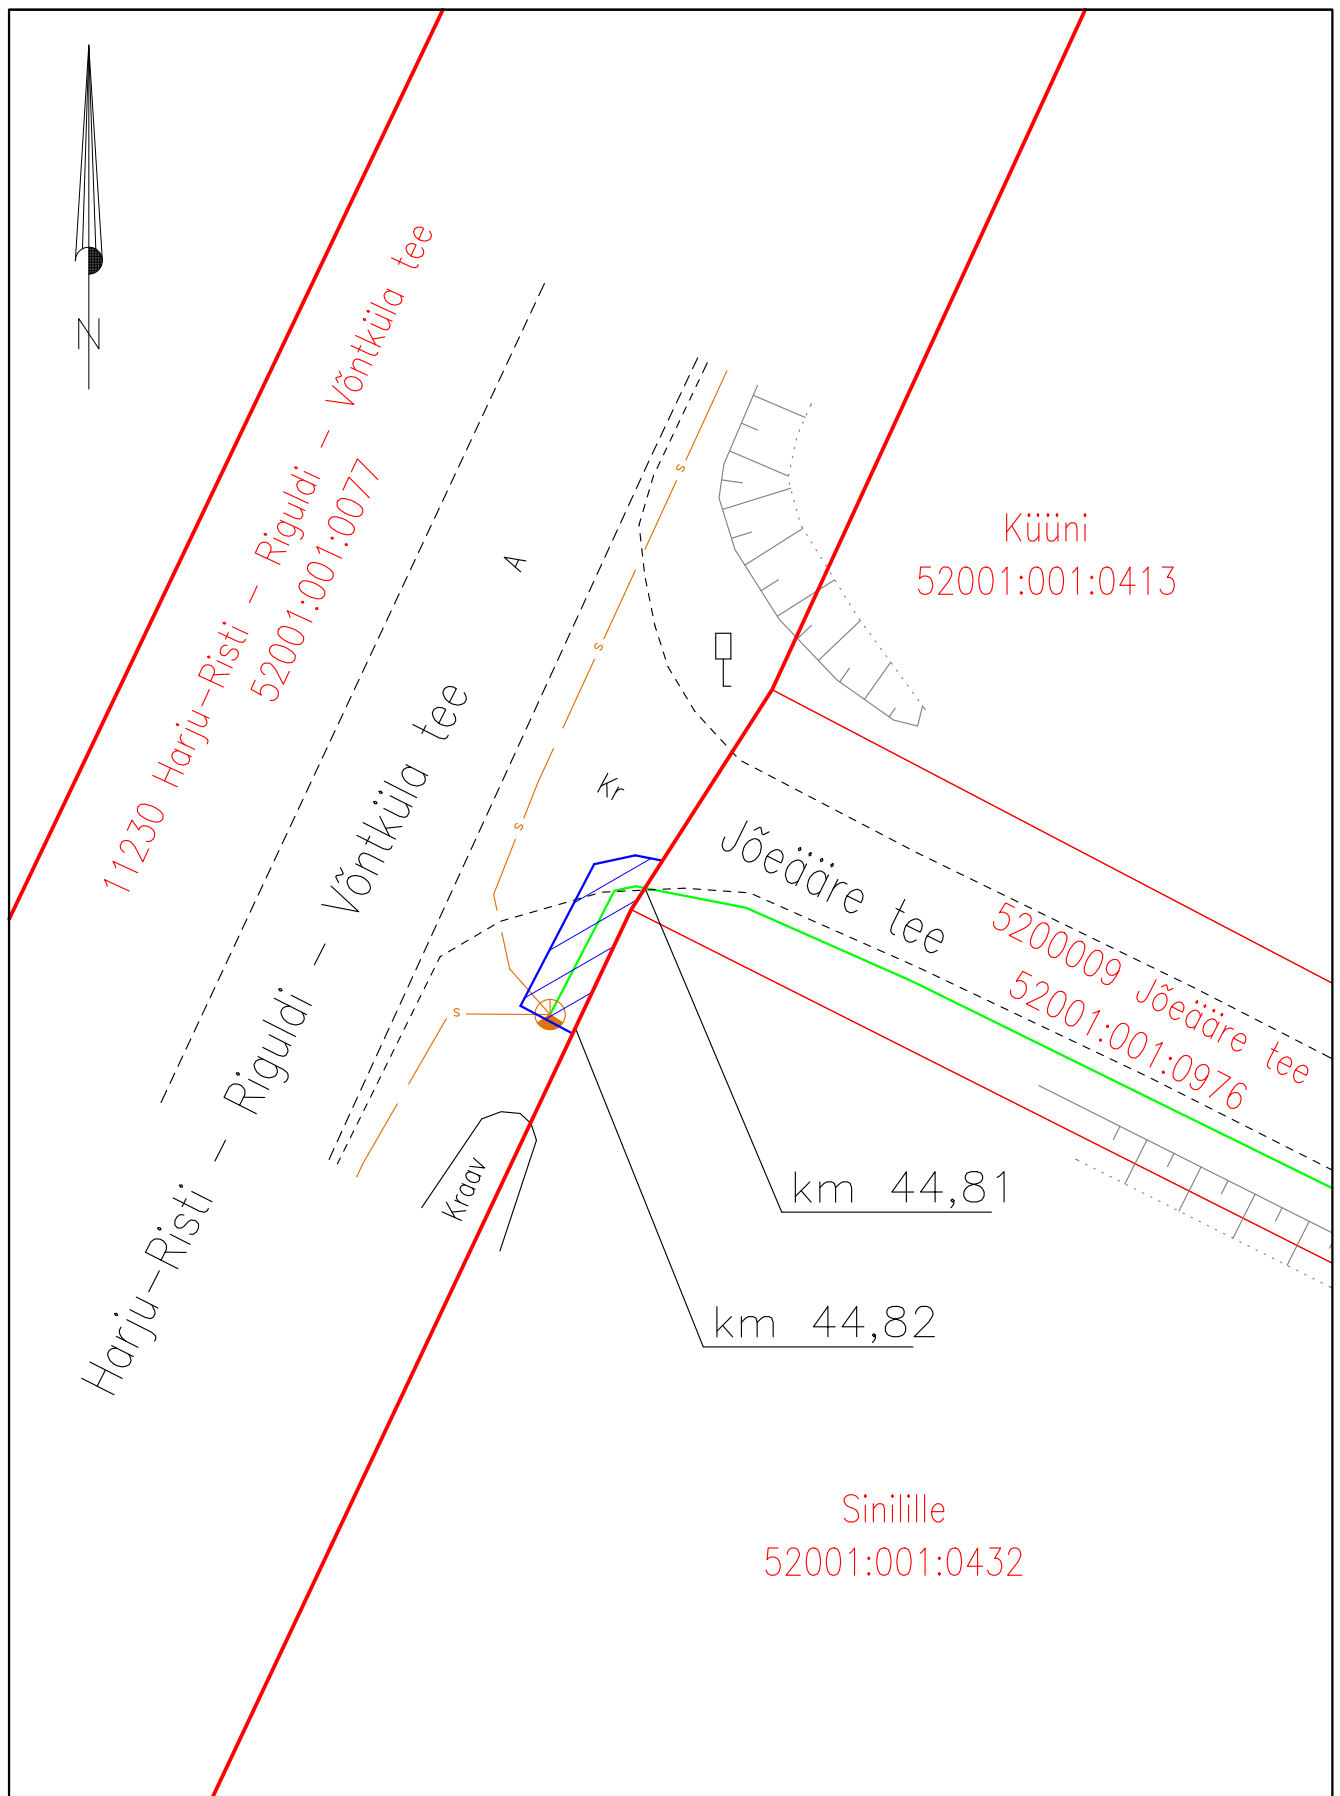 N
11230 Harju-Risti - Riguldi - Võntküla tee
52001:001:0077
A
s
Küüni
52001:001:0413
s
Kr
s
Harju-Risti - Riguldi - Võntküla tee
Jõeääre tee
5200009 Jõeääre tee
52001:001:0976
s
Kraav
km 44,81
km 44,82
Sinilille
52001:001:0432